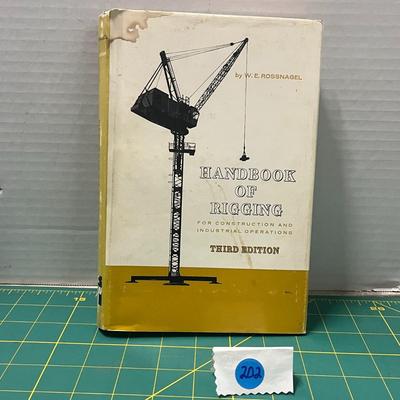 by W. E. ROSSNAGEL
HANDBOOK
OF
RIGGING
FOR CONSTRUCTION AND
INDUSTRIAL OPERATIONS
THIRD EDITION
202